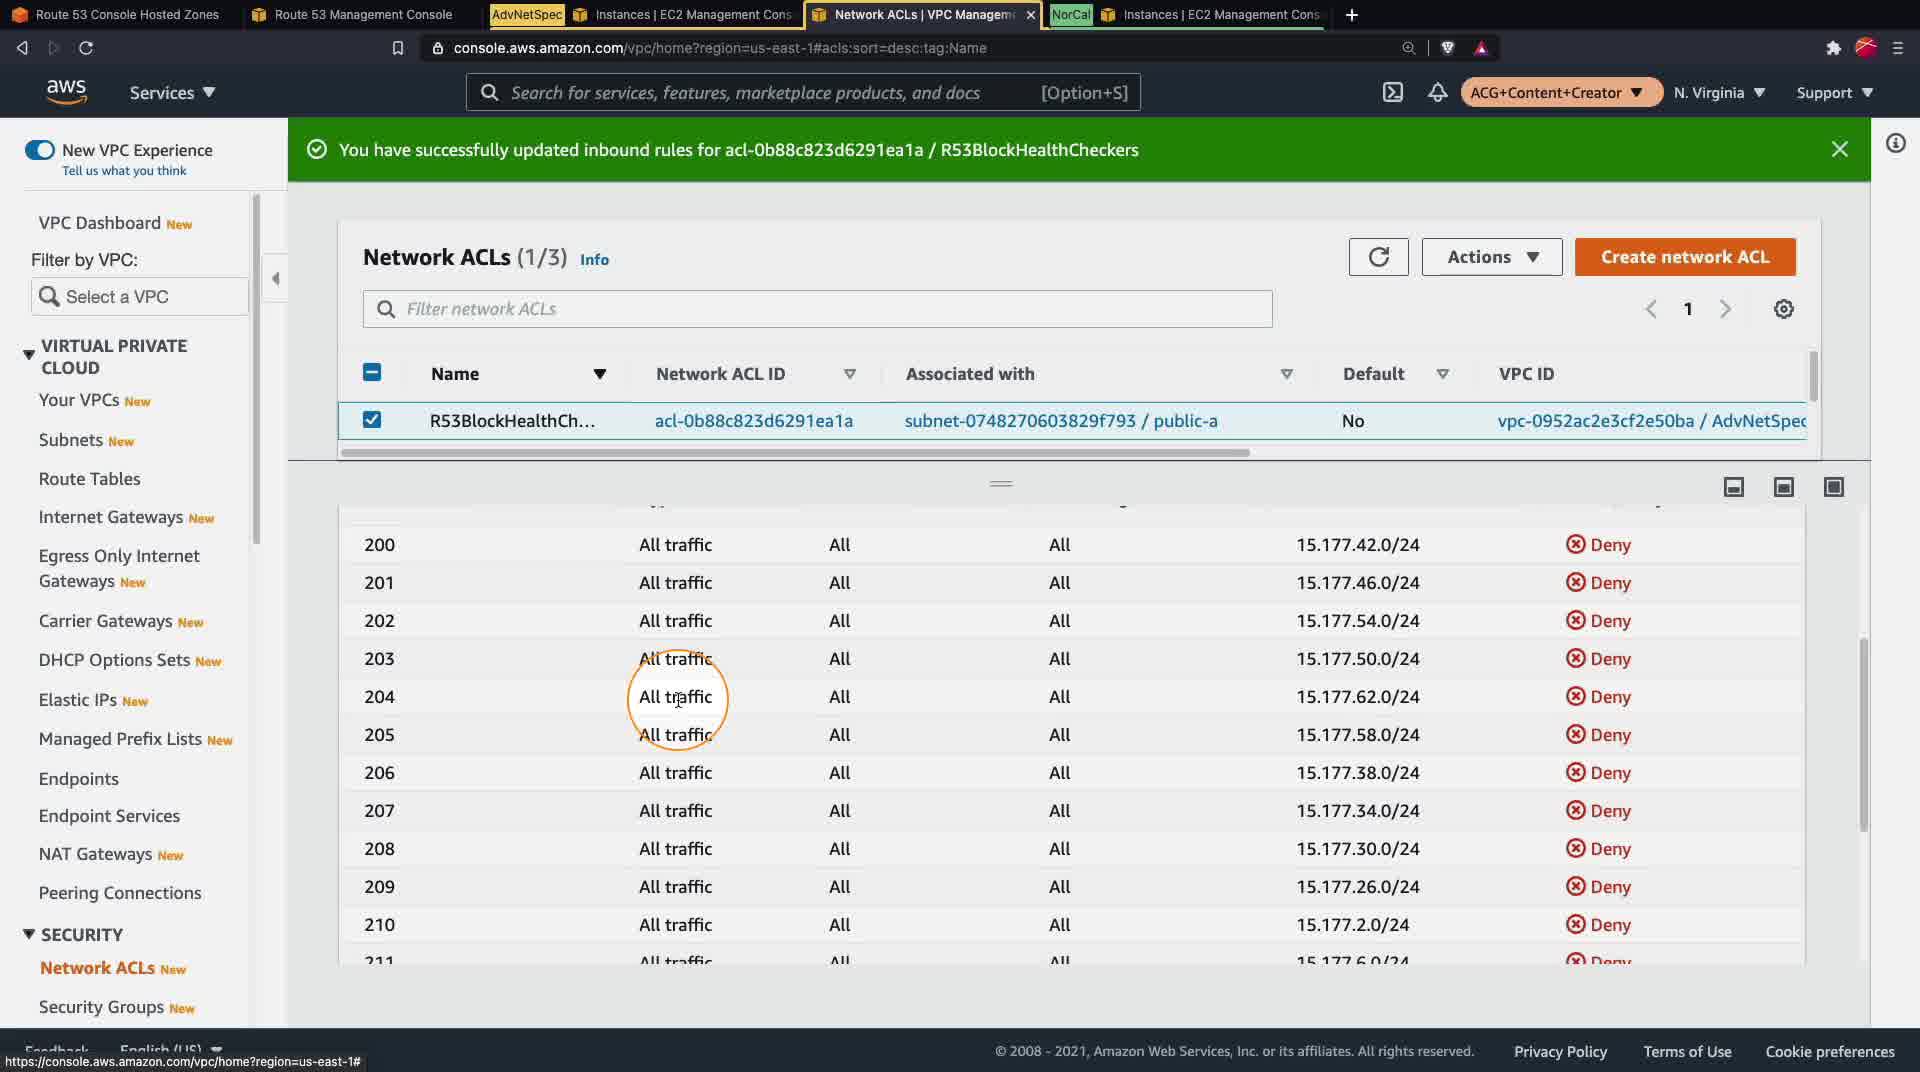 Route 53 Console Hosted Zones
Route 53 Management Console
AdvNetSpec
Instances | EC2 Management Cons
Network ACLs | VPC Managem
NorCal
Instances | EC2 Management Cons
console.aws.amazon.com/vpc/home?region=us-east-1#acls:sort=desc:tag:Name
aws
Services
Search for services, features, marketplace products, and docs
[Option+S]
ACG+Content+Creator
N. Virginia
Support
New VPC Experience
Tell us what you think
You have successfully updated inbound rules for acl-0b88c823d6291ea1a / R53BlockHealthCheckers
VPC Dashboard New
Filter by VPC:
Select a VPC
VIRTUAL PRIVATE
CLOUD
Your VPCs New
Subnets New
Route Tables
Internet Gateways New
Egress Only Internet
Gateways New
Carrier Gateways New
DHCP Options Sets New
Elastic IPs New
Managed Prefix Lists New
Endpoints
Endpoint Services
NAT Gateways New
Peering Connections
SECURITY
Network ACLs New
Security Groups New
Network ACLs (1/3) Info
Actions
Create network ACL
Filter network ACLs
1
Name Network ACL ID Associated with Default VPC ID
R53BlockHealthCh... acl-0b88c823d6291ea1a subnet-0748270603829f793 / public-a No vpc-0952ac2e3cf2e50ba / AdvNetSpec
200 All traffic All All 15.177.42.0/24 Deny
201 All traffic All All 15.177.46.0/24 Deny
202 All traffic All All 15.177.54.0/24 Deny
203 All traffic All All 15.177.50.0/24 Deny
204 All traffic All All 15.177.62.0/24 Deny
205 All traffic All All 15.177.58.0/24 Deny
206 All traffic All All 15.177.38.0/24 Deny
207 All traffic All All 15.177.34.0/24 Deny
208 All traffic All All 15.177.30.0/24 Deny
209 All traffic All All 15.177.26.0/24 Deny
210 All traffic All All 15.177.2.0/24 Deny
211 All traffic All All 15.177.6.0/24 Deny
Feedback English (US)
https://console.aws.amazon.com/vpc/home?region=us-east-1#
© 2008 - 2021, Amazon Web Services, Inc. or its affiliates. All rights reserved.
Privacy Policy
Terms of Use
Cookie preferences